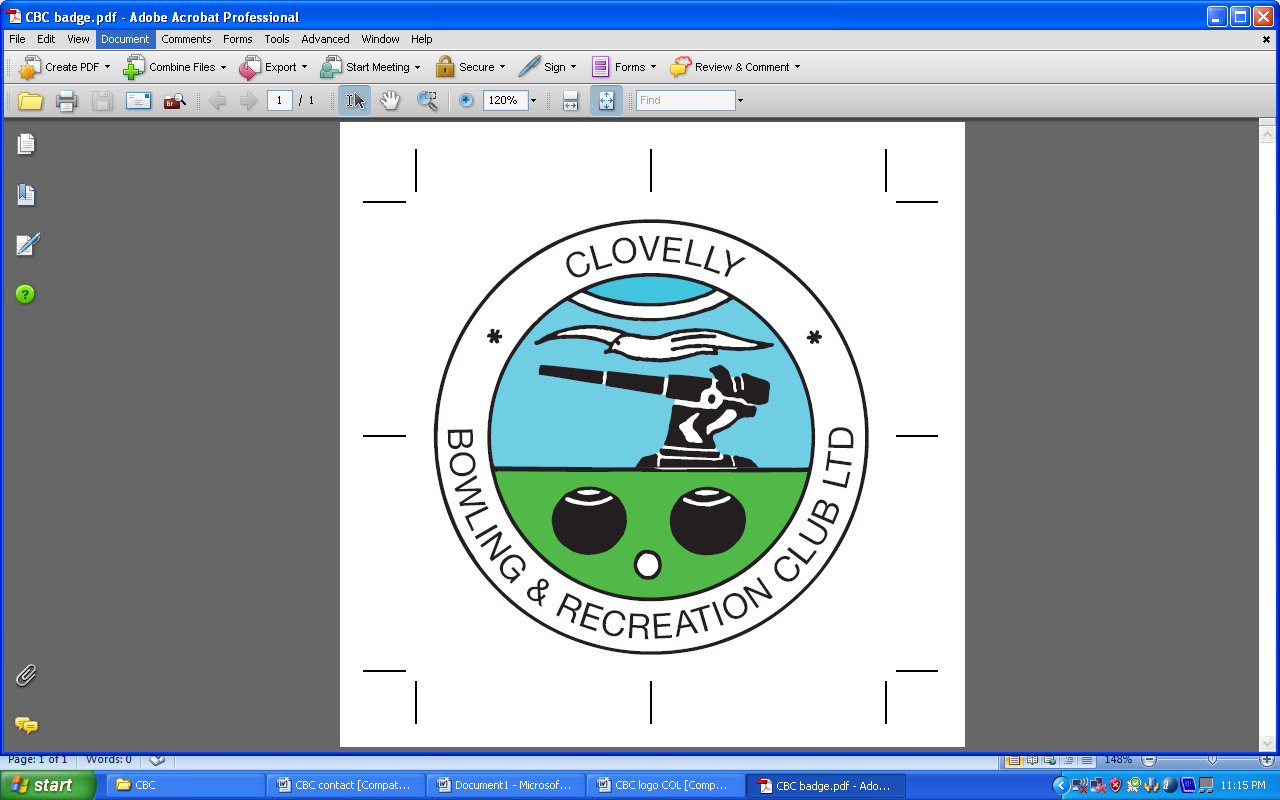 CBC badge.pdf - Adobe Acrobat Professional
File Edit View Document Comments Forms Tools Advanced Window Help
Create PDF Combine Files Export Start Meeting Secure Sign Forms Review & Comment
Br 1 / 1 120% Find
CLOVELLY
* *
BOWLING & RECREATION CLUB LTD
?
Page: 1 of 1 Words: 0 148%
start CBC CBC contact [Compat... Document1 - Microsof... CBC logo COL [Comp... CBC badge.pdf - Ado... 11:15 PM